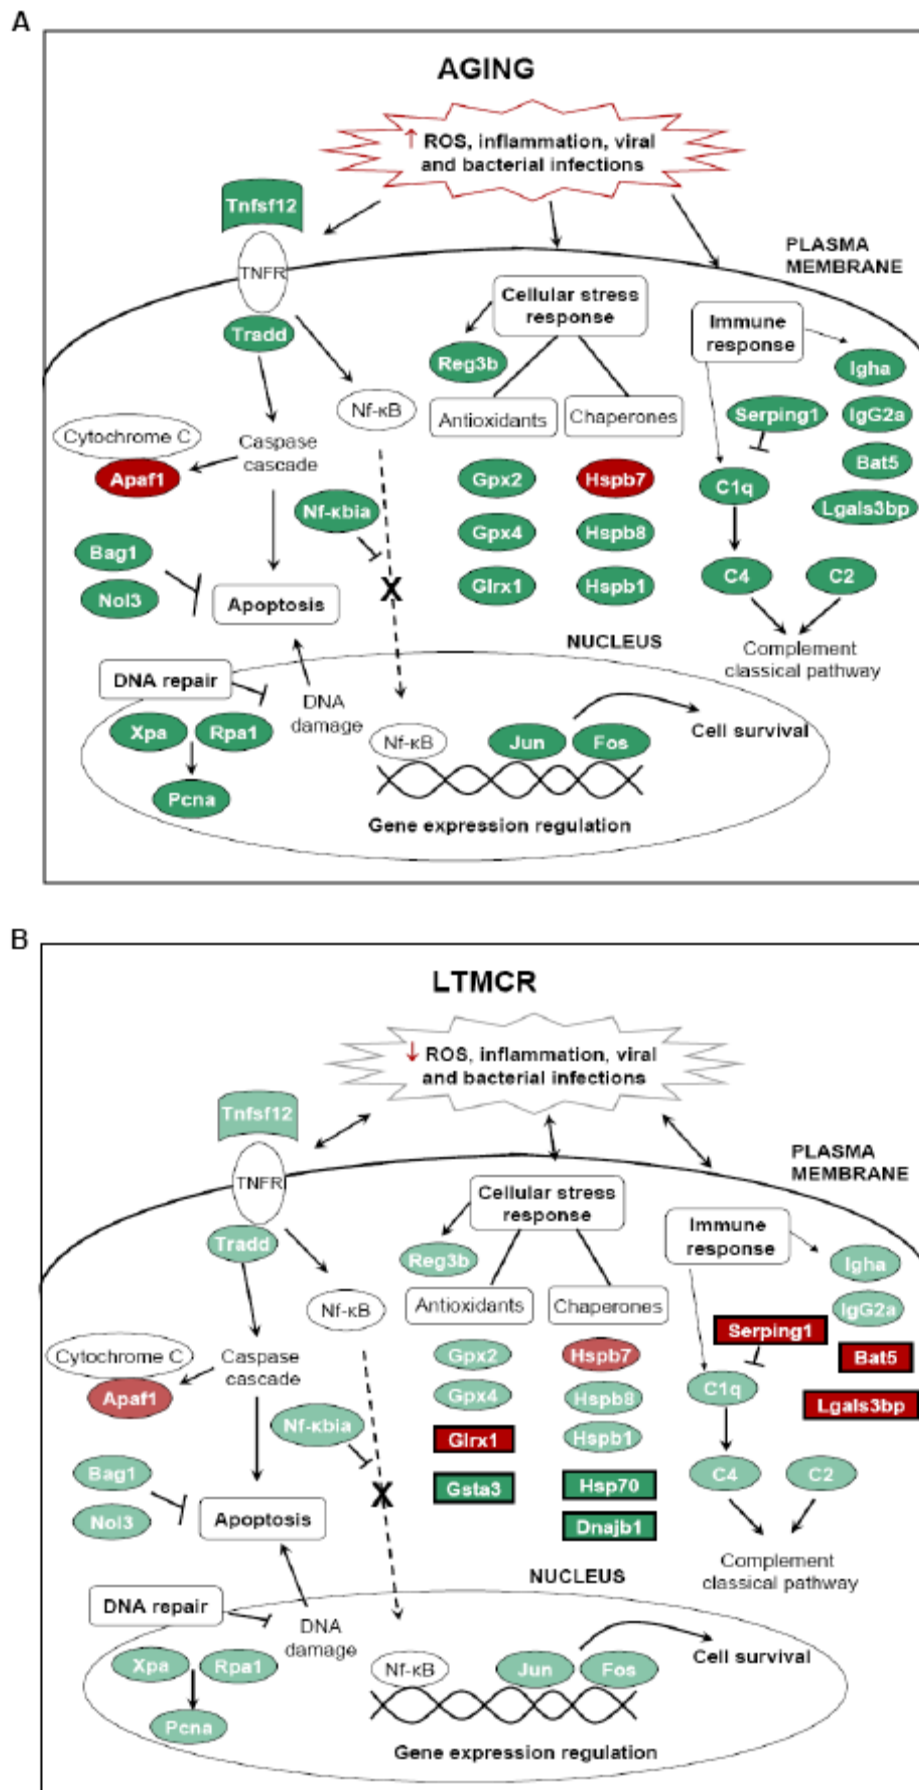 A
AGING
↑ ROS, inflammation, viral
and bacterial infections
Tnfsf12
PLASMA
MEMBRANE
TNFR
Cellular stress
response
Immune
response
Tradd
Reg3b
Igha
Nf-κB
Antioxidants
Chaperones
Serping1
IgG2a
Cytochrome C
Caspase
cascade
Apaf1
Gpx2
Hspb7
C1q
Bat5
Nf-κbia
Lgals3bp
Gpx4
Hspb8
Bag1
Nol3
Apoptosis
X
Glrx1
Hspb1
C4
C2
NUCLEUS
Complement
classical pathway
DNA repair
DNA
damage
Xpa
Rpa1
Nf-κB
Jun
Fos
Cell survival
Pcna
Gene expression regulation
B
LTMCR
↓ ROS, inflammation, viral
and bacterial infections
Tnfsf12
PLASMA
MEMBRANE
TNFR
Cellular stress
response
Immune
response
Tradd
Reg3b
Igha
Nf-κB
Antioxidants
Chaperones
IgG2a
Serping1
Cytochrome C
Caspase
cascade
Gpx2
Hspb7
Bat5
Apaf1
Gpx4
Hspb8
C1q
Lgals3bp
Nf-κbia
Glrx1
Hspb1
Bag1
Gsta3
Hsp70
C4
C2
X
Nol3
Apoptosis
Dnajb1
Complement
classical pathway
NUCLEUS
DNA repair
DNA
damage
Xpa
Rpa1
Nf-κB
Jun
Fos
Cell survival
Pcna
Gene expression regulation